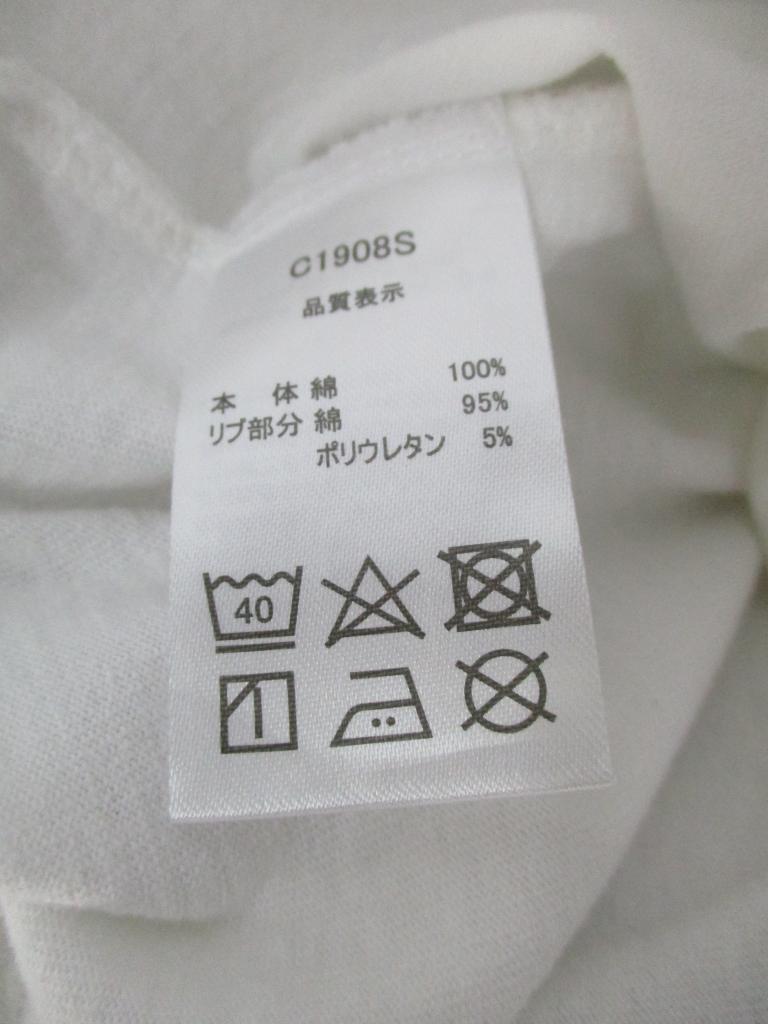 C1908S
品質表示
本 体 綿 100%
リブ部分 綿 95%
ポリウレタン 5%
40